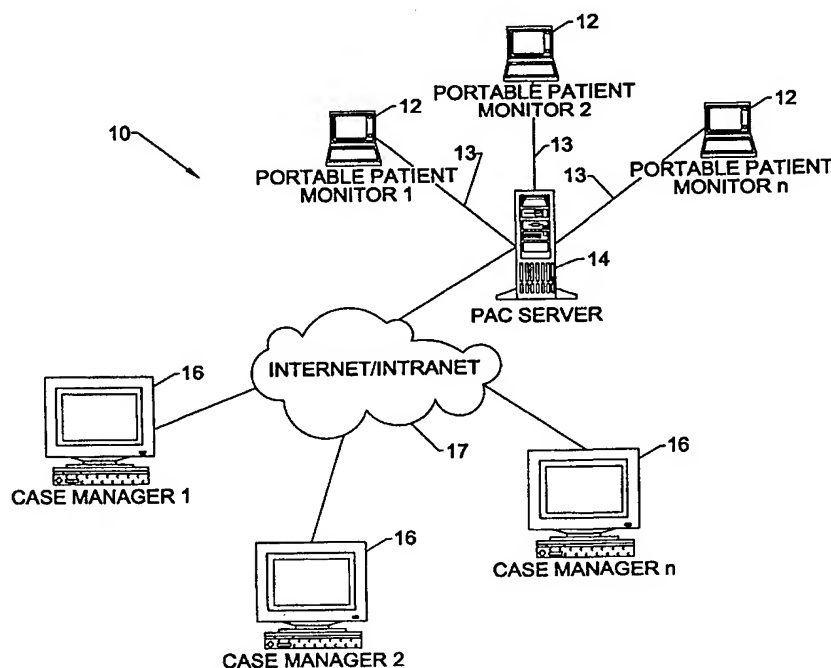 12
PORTABLE PATIENT
MONITOR 2
12
12
10
PORTABLE PATIENT
MONITOR 1
13
13
13
PORTABLE PATIENT
MONITOR n
14
PAC SERVER
INTERNET/INTRANET
17
16
CASE MANAGER 1
16
CASE MANAGER 2
16
CASE MANAGER n